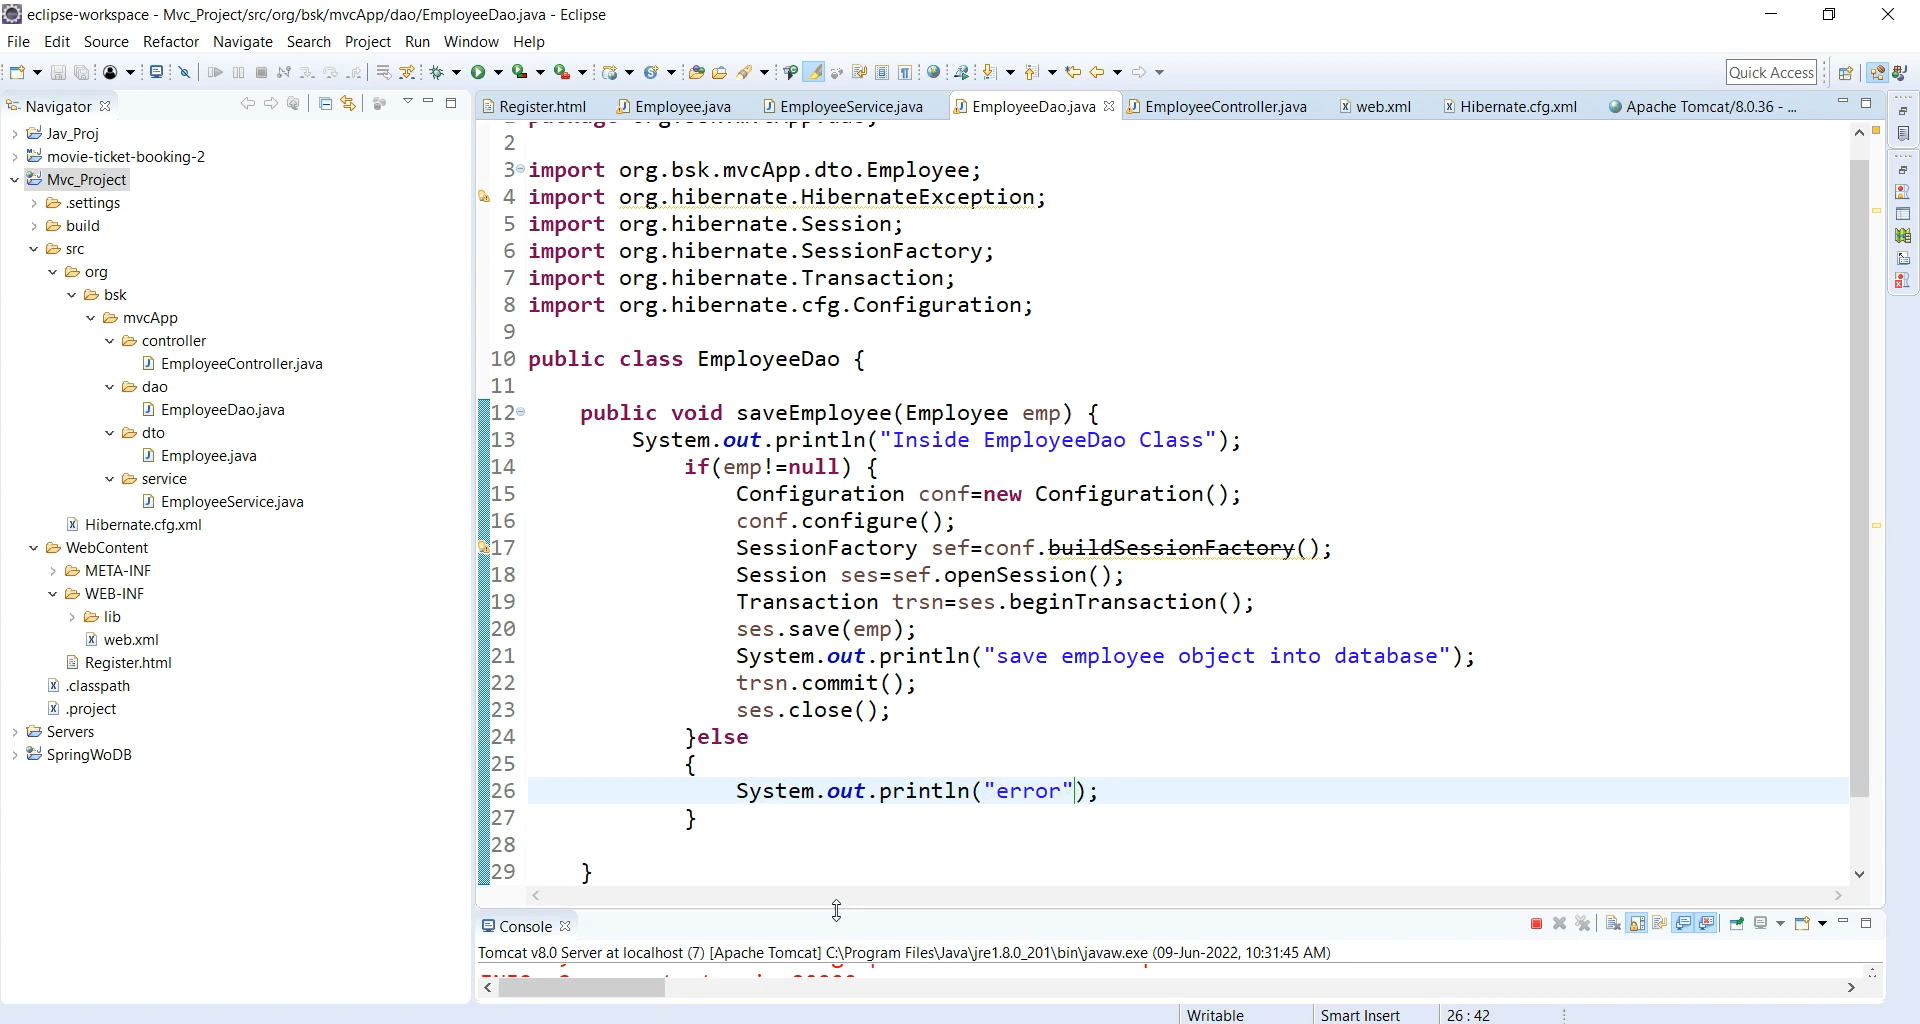 eclipse-workspace - Mvc_Project/src/org/bsk/mvcApp/dao/EmployeeDao.java - Eclipse
File Edit Source Refactor Navigate Search Project Run Window Help
Quick Access
Navigator
Register.html Employee.java EmployeeService.java EmployeeDao.java EmployeeController.java web.xml Hibernate.cfg.xml Apache Tomcat/8.0.36 - ...
Jav_Proj
movie-ticket-booking-2
Mvc_Project
.settings
build
src
org
bsk
mvcApp
controller
EmployeeController.java
dao
EmployeeDao.java
dto
Employee.java
service
EmployeeService.java
Hibernate.cfg.xml
WebContent
META-INF
WEB-INF
lib
web.xml
Register.html
.classpath
.project
Servers
SpringWoDB
2
3 import org.bsk.mvcApp.dto.Employee;
4 import org.hibernate.HibernateException;
5 import org.hibernate.Session;
6 import org.hibernate.SessionFactory;
7 import org.hibernate.Transaction;
8 import org.hibernate.cfg.Configuration;
9
10 public class EmployeeDao {
11
12 public void saveEmployee(Employee emp) {
13 System.out.println("Inside EmployeeDao Class");
14 if(emp!=null) {
15 Configuration conf=new Configuration();
16 conf.configure();
17 SessionFactory sef=conf.buildSessionFactory();
18 Session ses=sef.openSession();
19 Transaction trsn=ses.beginTransaction();
20 ses.save(emp);
21 System.out.println("save employee object into database");
22 trsn.commit();
23 ses.close();
24 }else
25 {
26 System.out.println("error");
27 }
28
29 }
Console
Tomcat v8.0 Server at localhost (7) [Apache Tomcat] C:\Program Files\Java\jre1.8.0_201\bin\javaw.exe (09-Jun-2022, 10:31:45 AM)
Writable Smart Insert 26 : 42